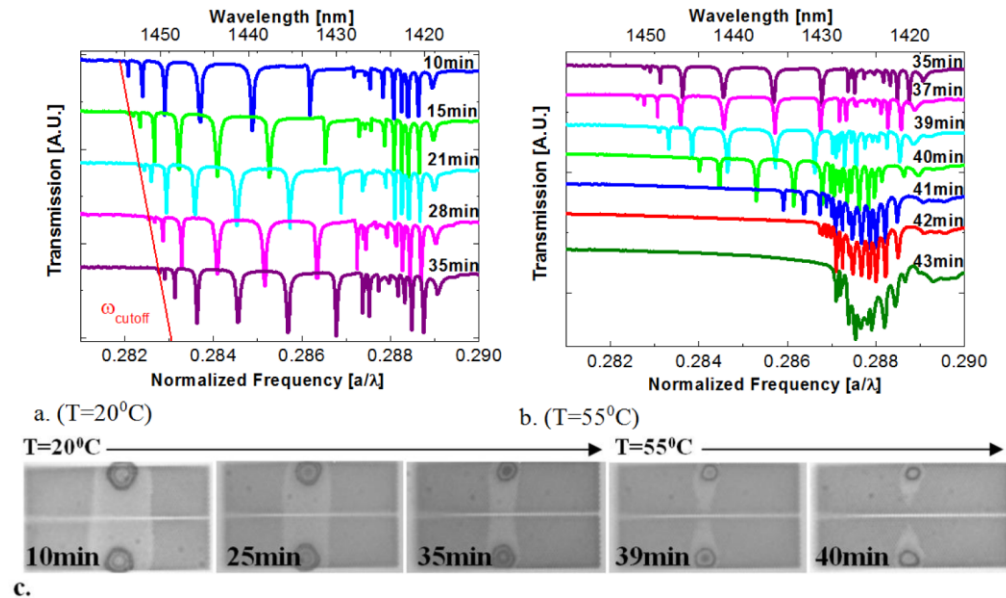 Wavelength [nm]
1450 1440 1430 1420
10min
15min
21min
28min
35min
ωcutoff
Transmission [A.U.]
0.282 0.284 0.286 0.288 0.290
Normalized Frequency [a/λ]
Wavelength [nm]
1450 1440 1430 1420
35min
37min
39min
40min
41min
42min
43min
Transmission [A.U.]
0.282 0.284 0.286 0.288 0.290
Normalized Frequency [a/λ]
a. (T=20⁰C)
b. (T=55⁰C)
T=20⁰C
T=55⁰C
10min
25min
35min
39min
40min
c.